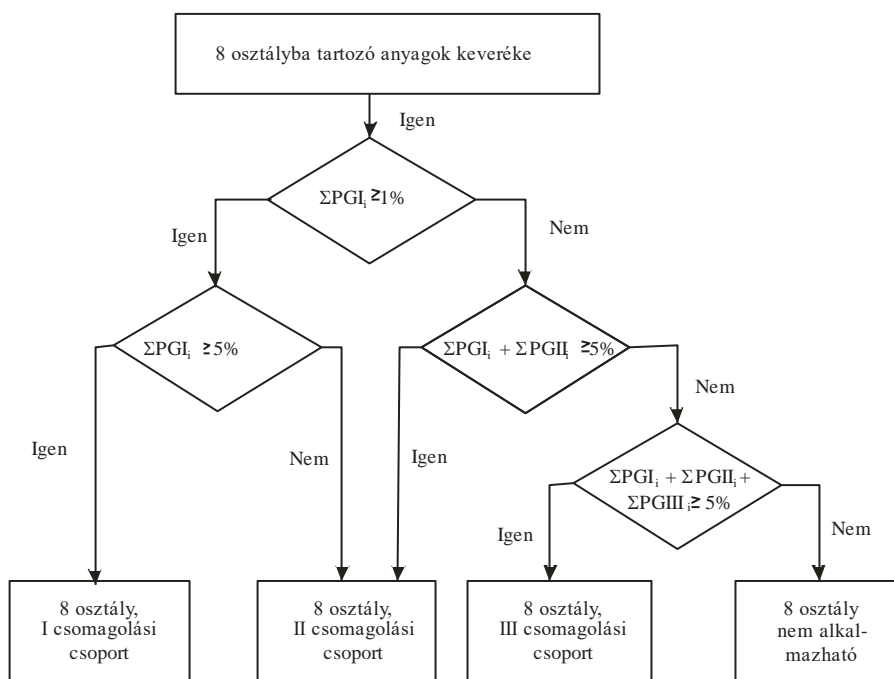 8 osztályba tartozó anyagok keveréke
Igen
ΣPGIᵢ ≥1%
Igen
Nem
ΣPGIᵢ ≥5%
ΣPGIᵢ + ΣPGIIᵢ ≥5%
Nem
Igen
Nem
Igen
ΣPGIᵢ + ΣPGIIᵢ+
ΣPGIIIᵢ≥ 5%
Igen
Nem
8 osztály,
I csomagolási
csoport
8 osztály,
II csomagolási
csoport
8 osztály,
III csomagolási
csoport
8 osztály
nem alkal-
mazható